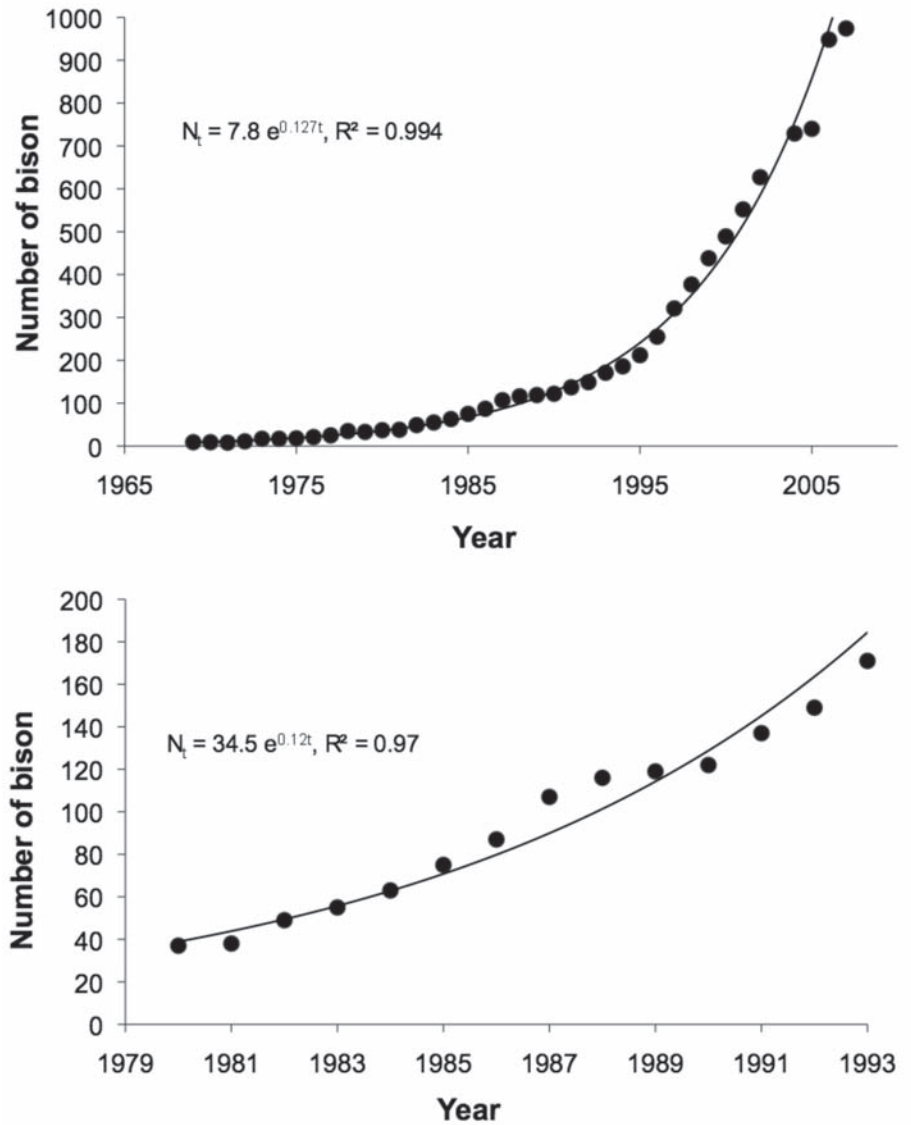 1000
900
800
700
600
500
400
300
200
100
0
Number of bison
Nₜ = 7.8 e⁰·¹²⁷ᵗ, R² = 0.994
1965 1975 1985 1995 2005
Year
200
180
160
140
120
100
80
60
40
20
0
Number of bison
Nₜ = 34.5 e⁰·¹²ᵗ, R² = 0.97
1979 1981 1983 1985 1987 1989 1991 1993
Year